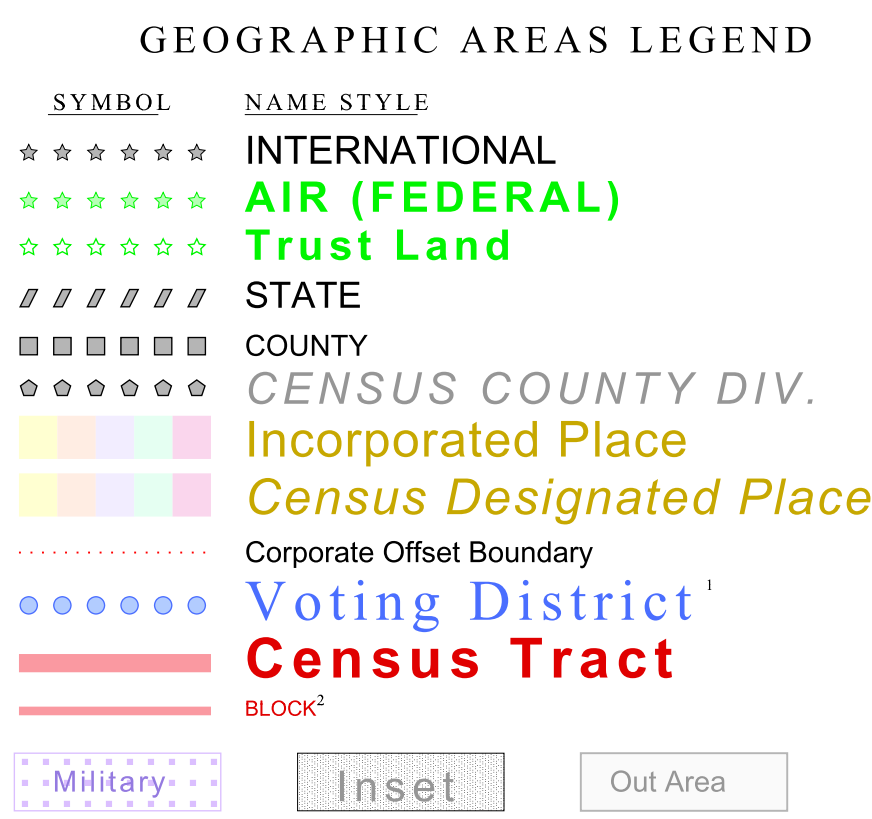 GEOGRAPHIC AREAS LEGEND
SYMBOL NAME STYLE
INTERNATIONAL
AIR (FEDERAL)
Trust Land
STATE
COUNTY
CENSUS COUNTY DIV.
Incorporated Place
Census Designated Place
Corporate Offset Boundary
Voting District 1
Census Tract
BLOCK2
Military Inset Out Area